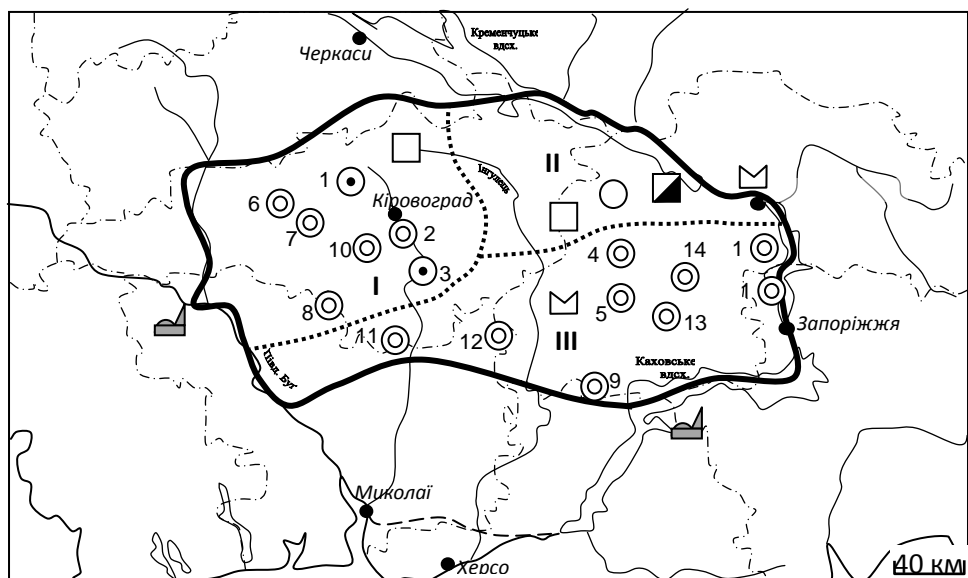 Кременчуцьке
вдсх.
Черкаси
II
1
Інгулець
6
Кіровоград
7
2
10
4
14
1
3
I
8
5
1
13
11
12
III
Запоріжжя
Півд. Буг
Каховське
вдсх.
9
Миколаї
Херсо
40 км